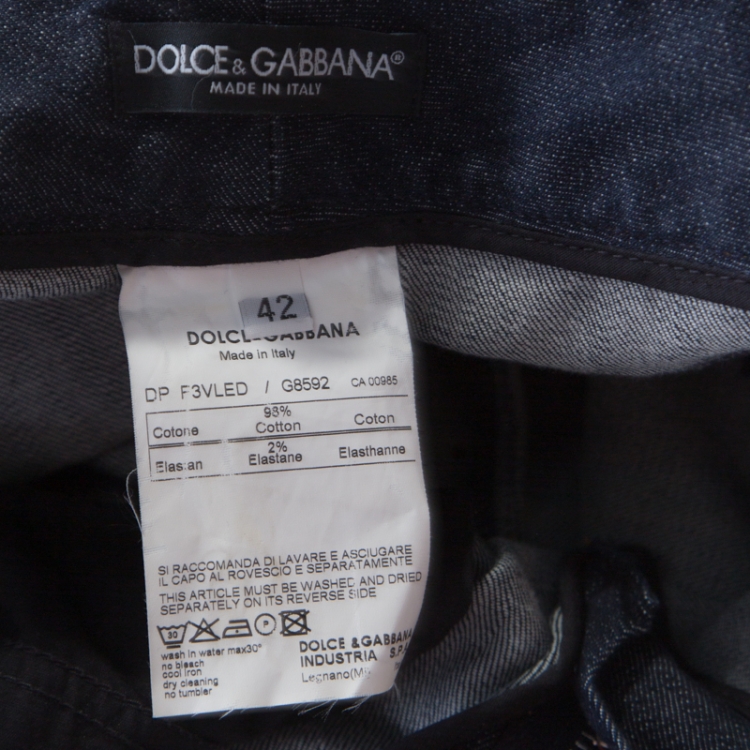 DOLCE & GABBANA®
MADE IN ITALY
42
DOLCE GABBANA
Made in Italy
DP F3VLED / G8592 CA 00985
98%
Cotone Cotton Coton
2%
Elastan Elastane Elasthanne
SI RACCOMANDA DI LAVARE E ASCIUGARE
IL CAPO AL ROVESCIO E SEPARATAMENTE
THIS ARTICLE MUST BE WASHED AND DRIED
SEPARATELY ON ITS REVERSE SIDE
30 P
wash in water max30°
no bleach
cool iron
dry cleaning
no tumbler
DOLCE & GABBANA
INDUSTRIA S.P.A.
Legnano(Mi